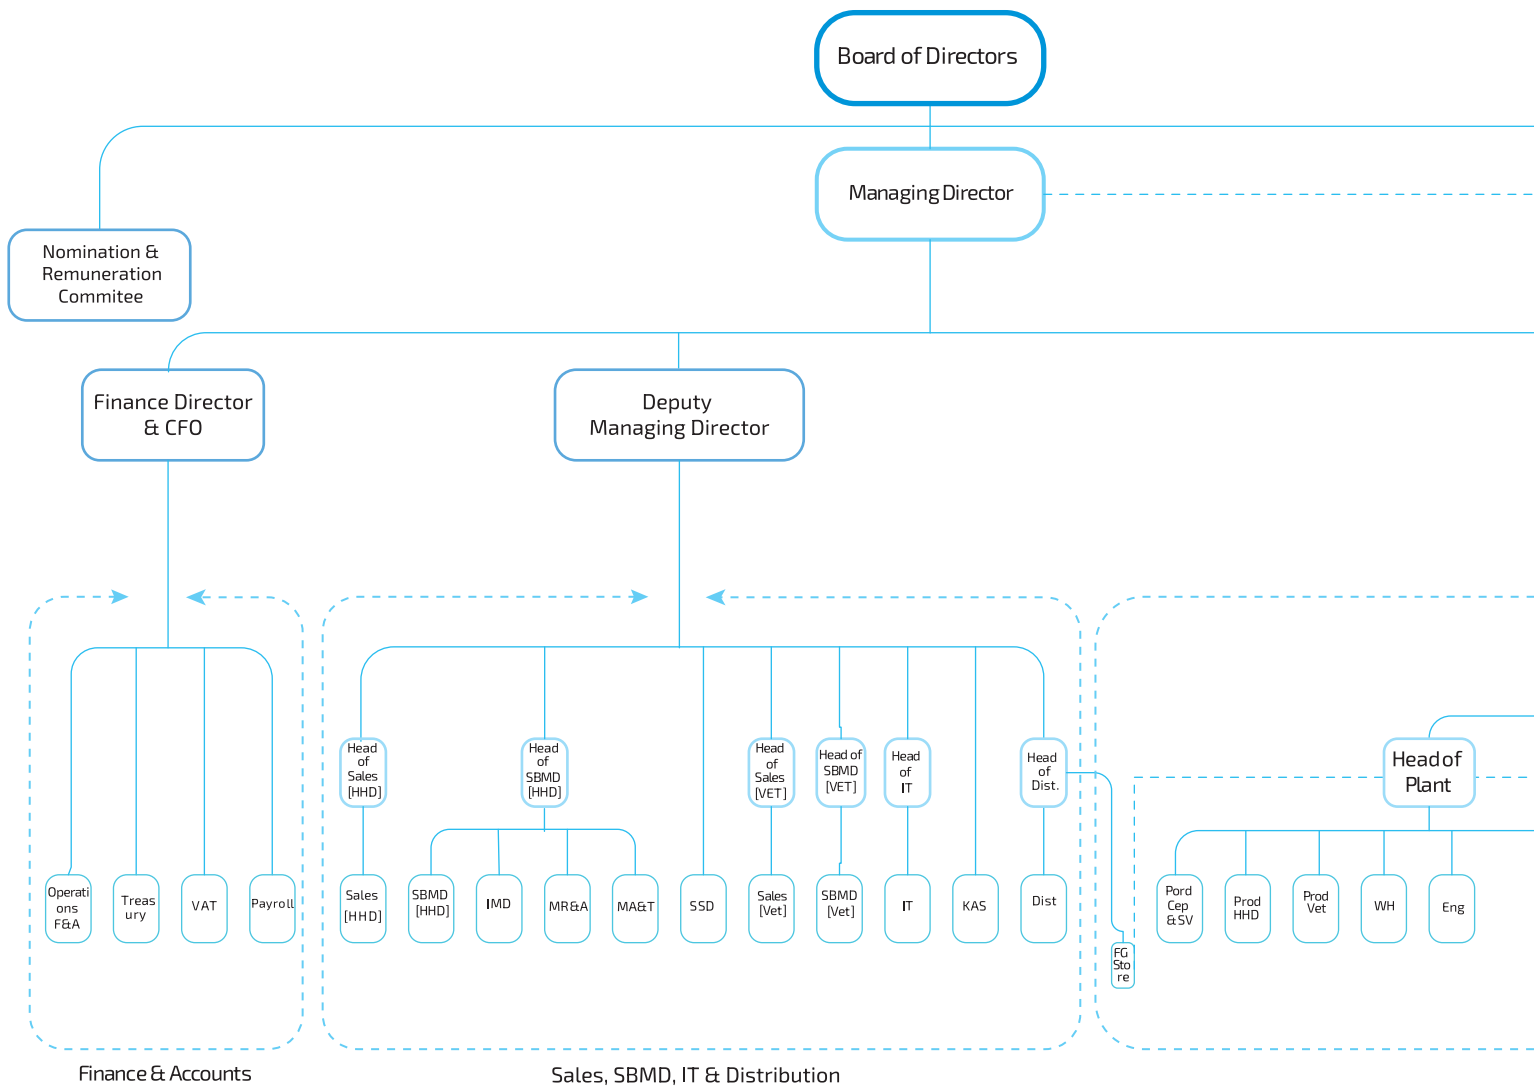 Board of Directors
Managing Director
Nomination &
Remuneration
Commitee
Finance Director
& CFO
Deputy
Managing Director
Head
of
Sales
[HHD]
Head
of
SBMD
[HHD]
Head
of
Sales
[VET]
Head of
SBMD
[VET]
Head
of
IT
Head
of
Dist.
Head of
Plant
Operati
ons
F&A
Treas
ury
VAT
Payroll
Sales
[HHD]
SBMD
[HHD]
IMD
MR&A
MA&T
SSD
Sales
[Vet]
SBMD
[Vet]
IT
KAS
Dist
FG
Sto
re
Pord
Cep
&SV
Prod
HHD
Prod
Vet
WH
Eng
Finance & Accounts
Sales, SBMD, IT & Distribution